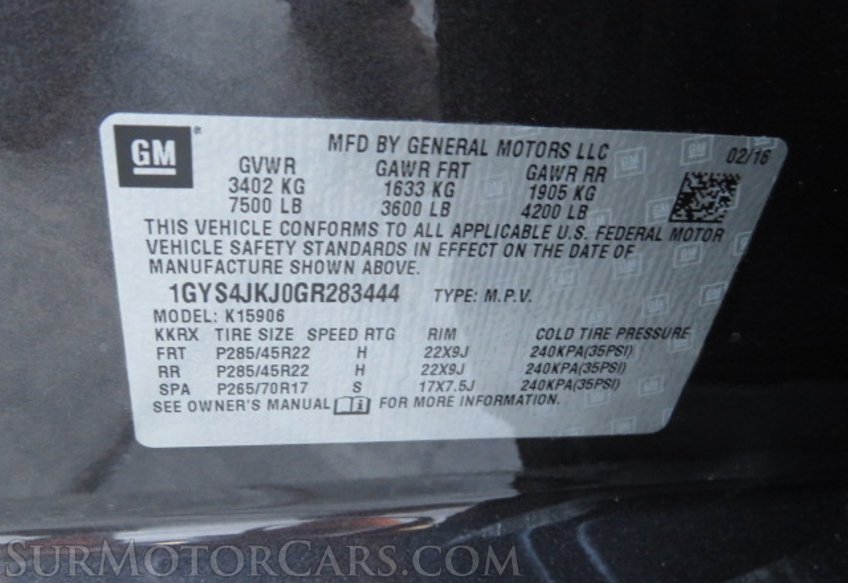 GM®
MFD BY GENERAL MOTORS LLC
02/16
GVWR GAWR FRT GAWR RR
3402 KG 1633 KG 1905 KG
7500 LB 3600 LB 4200 LB
THIS VEHICLE CONFORMS TO ALL APPLICABLE U.S. FEDERAL MOTOR
VEHICLE SAFETY STANDARDS IN EFFECT ON THE DATE OF
MANUFACTURE SHOWN ABOVE.
1GYS4JKJ0GR283444 TYPE: M.P.V.
MODEL: K15906
KKRX TIRE SIZE SPEED RTG RIM COLD TIRE PRESSURE
FRT P285/45R22 H 22X9J 240KPA(35PSI)
RR P285/45R22 H 22X9J 240KPA(35PSI)
SPA P265/70R17 S 17X7.5J 240KPA(35PSI)
SEE OWNER'S MANUAL i FOR MORE INFORMATION.
SURMOTORCARS.COM